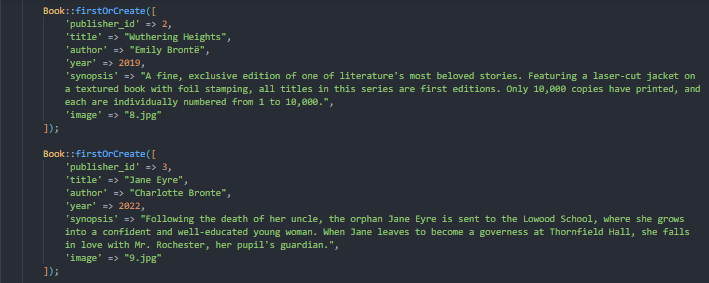 Book::firstOrCreate([
'publisher_id' => 2,
'title' => "Wuthering Heights",
'author' => "Emily Brontë",
'year' => 2019,
'synopsis' => "A fine, exclusive edition of one of literature's most beloved stories. Featuring a laser-cut jacket on
a textured book with foil stamping, all titles in this series are first editions. Only 10,000 copies have printed, and
each are individually numbered from 1 to 10,000.",
'image' => "8.jpg"
]);
Book::firstOrCreate([
'publisher_id' => 3,
'title' => "Jane Eyre",
'author' => "Charlotte Bronte",
'year' => 2022,
'synopsis' => "Following the death of her uncle, the orphan Jane Eyre is sent to the Lowood School, where she grows
into a confident and well-educated young woman. When Jane leaves to become a governess at Thornfield Hall, she falls
in love with Mr. Rochester, her pupil's guardian.",
'image' => "9.jpg"
]);